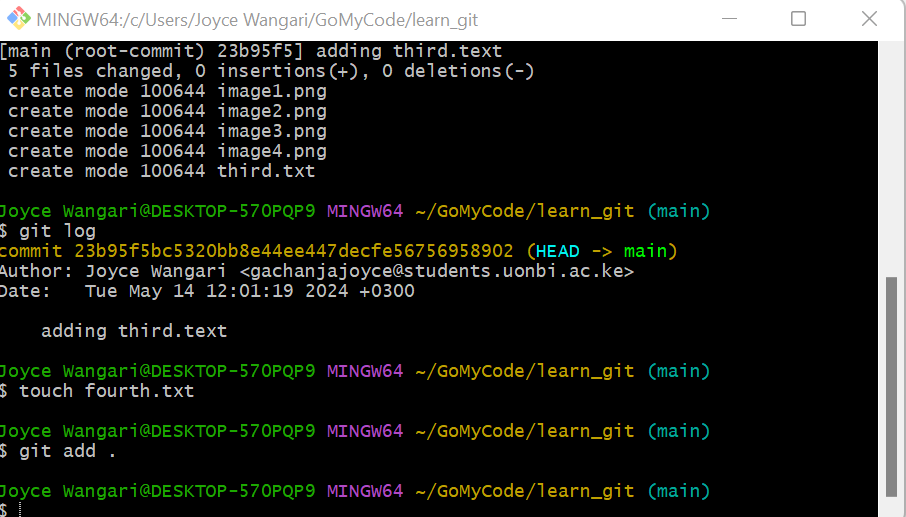 MINGW64:/c/Users/Joyce Wangari/GoMyCode/learn_git
[main (root-commit) 23b95f5] adding third.text
 5 files changed, 0 insertions(+), 0 deletions(-)
 create mode 100644 image1.png
 create mode 100644 image2.png
 create mode 100644 image3.png
 create mode 100644 image4.png
 create mode 100644 third.txt
Joyce Wangari@DESKTOP-570PQP9 MINGW64 ~/GoMyCode/learn_git (main)
$ git log
commit 23b95f5bc5320bb8e44ee447decfe56756958902 (HEAD -> main)
Author: Joyce Wangari <gachanjajoyce@students.uonbi.ac.ke>
Date:   Tue May 14 12:01:19 2024 +0300
    adding third.text
Joyce Wangari@DESKTOP-570PQP9 MINGW64 ~/GoMyCode/learn_git (main)
$ touch fourth.txt
Joyce Wangari@DESKTOP-570PQP9 MINGW64 ~/GoMyCode/learn_git (main)
$ git add .
Joyce Wangari@DESKTOP-570PQP9 MINGW64 ~/GoMyCode/learn_git (main)
$